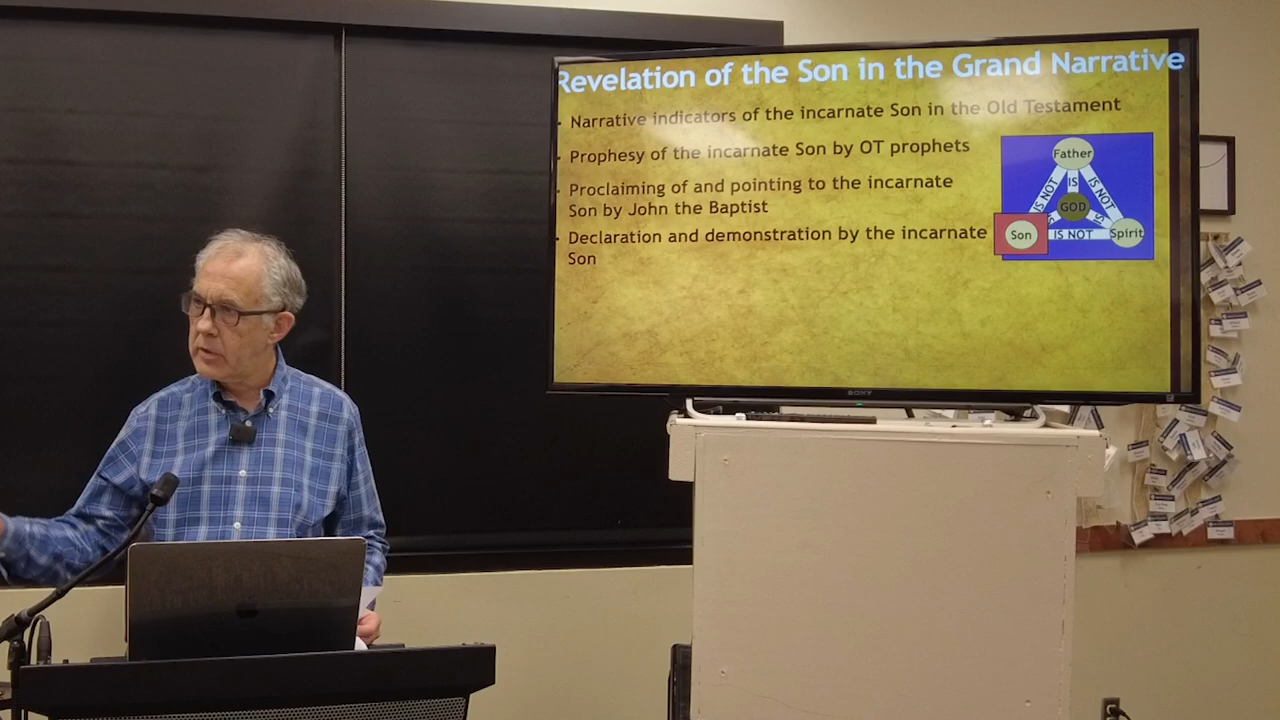 Revelation of the Son in the Grand Narrative
Narrative indicators of the incarnate Son in the Old Testament
Prophesy of the incarnate Son by OT prophets
Proclaiming of and pointing to the incarnate
Son by John the Baptist
Declaration and demonstration by the incarnate
Son
Father
IS NOT
IS
IS NOT
GOD
IS
IS
Son
IS NOT
Spirit
SONY